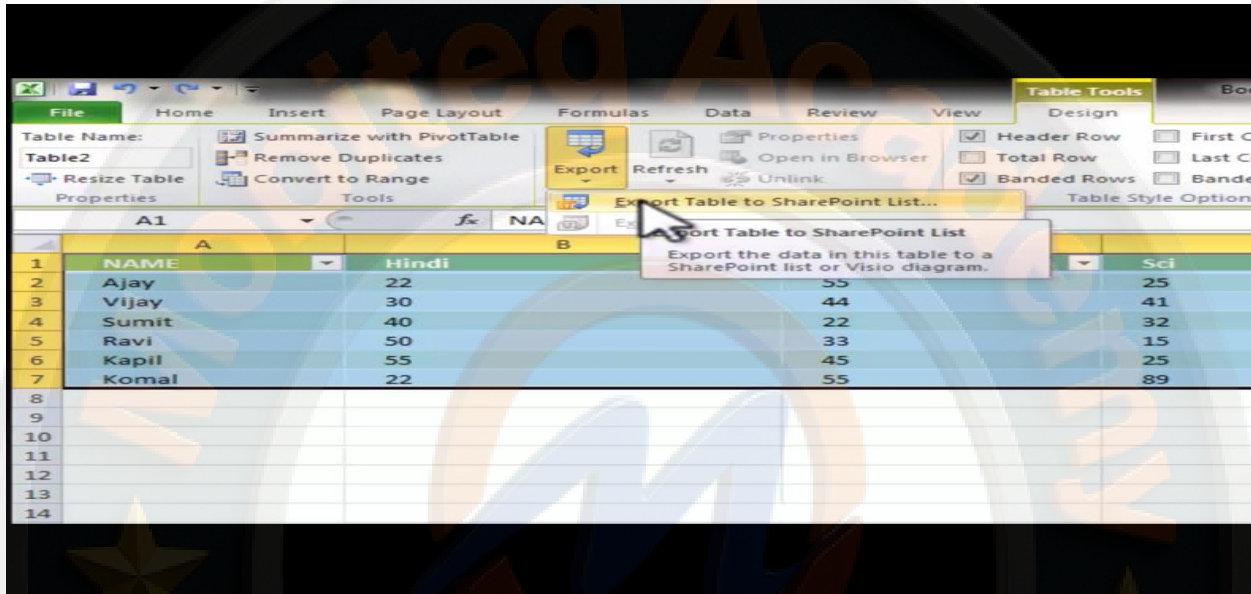 Mobiteq Academy
Table Tools
File Home Insert Page Layout Formulas Data Review View Design
Table Name: Summarize with PivotTable Properties Header Row First
Table2 Remove Duplicates Export Refresh Open in Browser Total Row Last
Resize Table Convert to Range Unlink Banded Rows
Properties Tools Table Style
Export Table to SharePoint List...
A1 fx NA
Table to SharePoint List
Export the data in this table to a
SharePoint list or Visio diagram.
A B
1 NAME Hindi Sci
2 Ajay 22 55 25
3 Vijay 30 44 41
4 Sumit 40 22 32
5 Ravi 50 33 15
6 Kapil 55 45 25
7 Komal 22 55 89
8
9
10
11
12
13
14